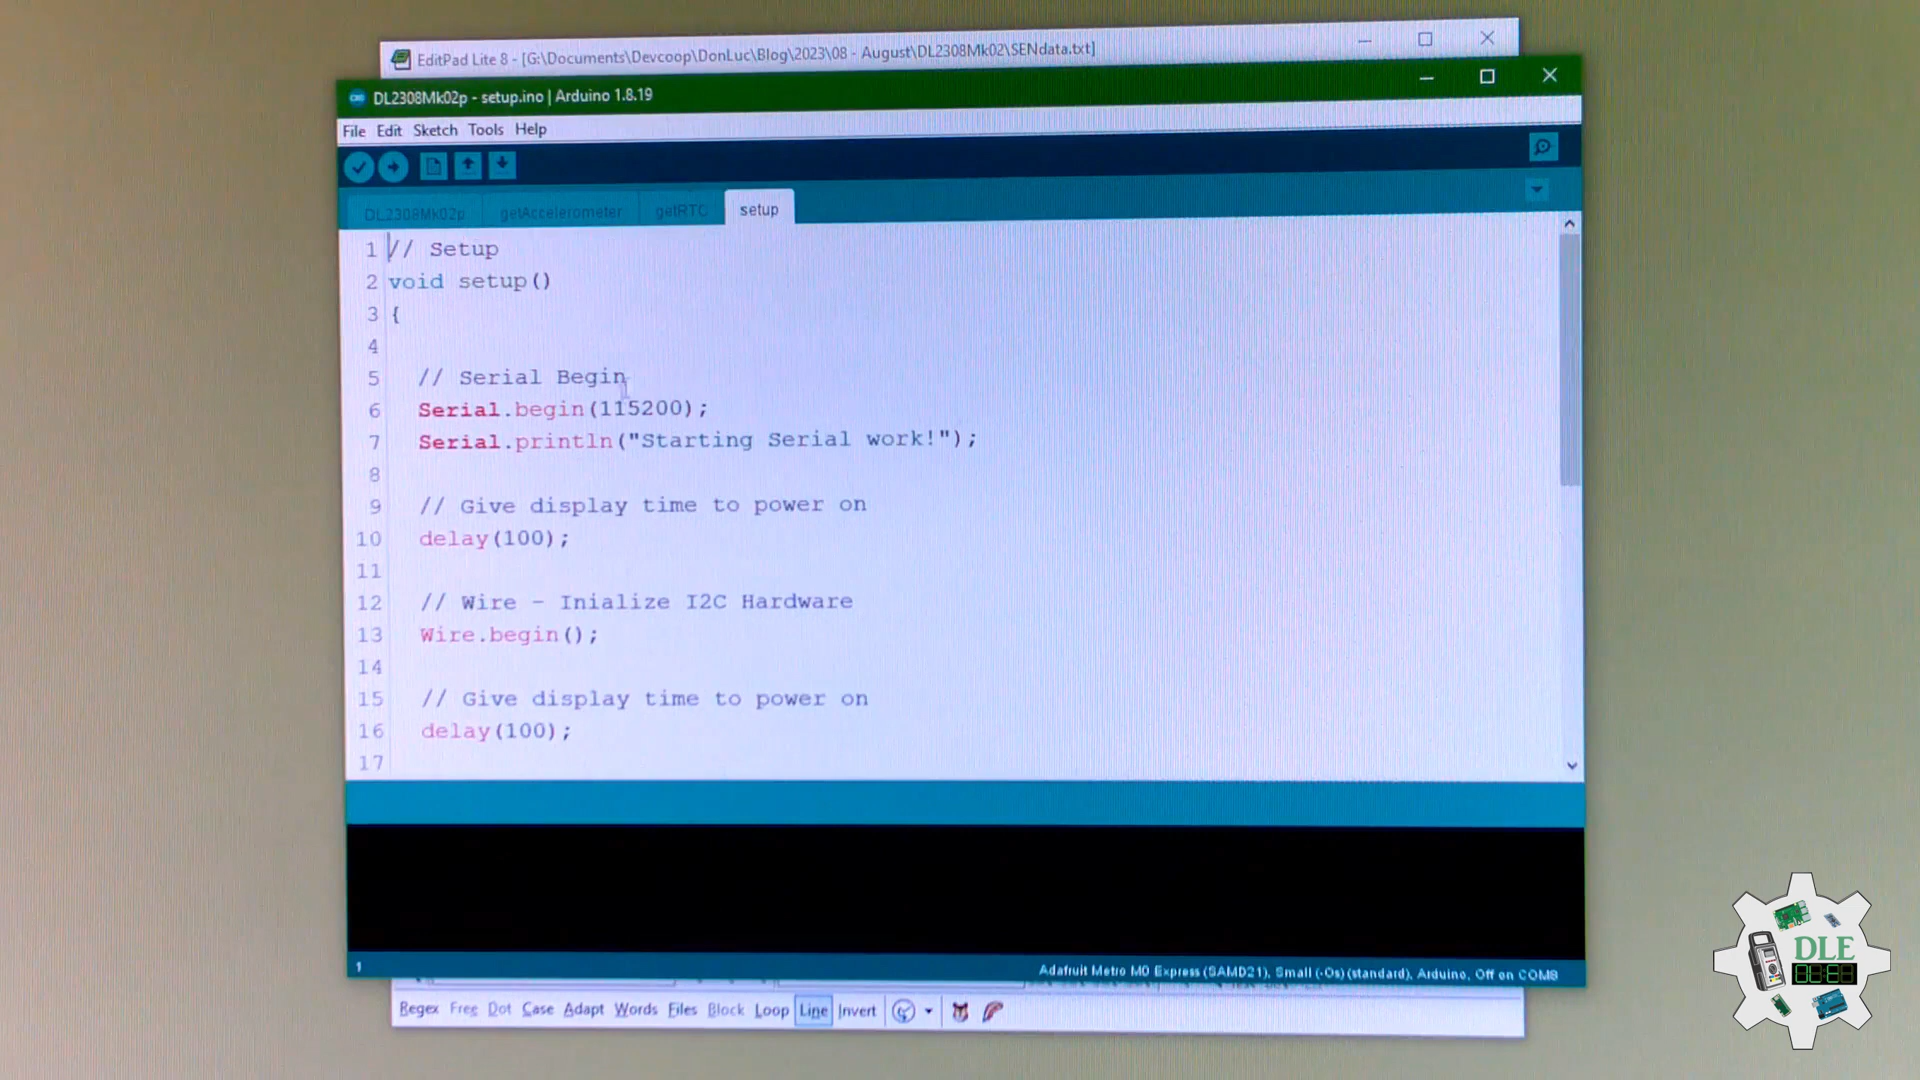 EditPad Lite 8 - [G:\Documents\Devcoop\DonLuc\Blog\2023\08 - August\DL2308Mk02\SENdata.txt]
DL2308Mk02p - setup.ino | Arduino 1.8.19
File Edit Sketch Tools Help
DL2308Mk02p getAccelerometer getRTC setup
1 // Setup
2 void setup()
3 {
4
5 // Serial Begin
6 Serial.begin(115200);
7 Serial.println("Starting Serial work!");
8
9 // Give display time to power on
10 delay(100);
11
12 // Wire - Inialize I2C Hardware
13 Wire.begin();
14
15 // Give display time to power on
16 delay(100);
17
1 Adafruit Metro M0 Express (SAMD21), Small (-Os) (standard), Arduino, Off on COM8
Regex Free Dot Case Adapt Words Files Block Loop Line Invert
DLE